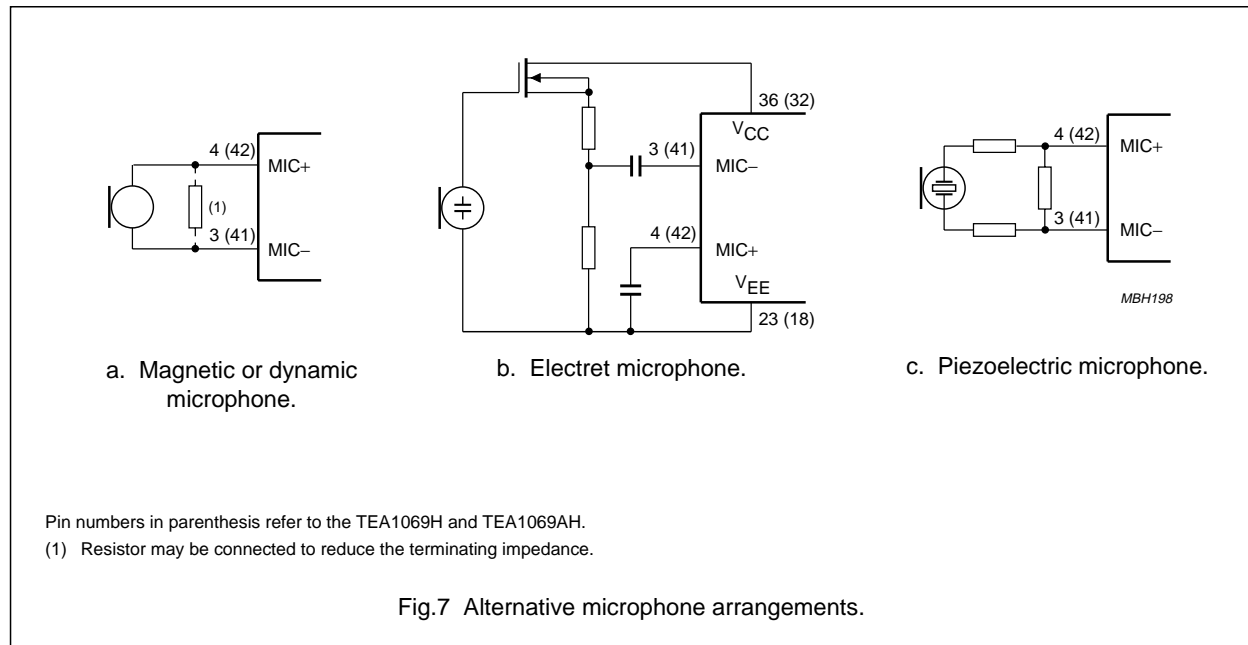 4 (42)
MIC+
(1)
3 (41)
MIC−
a. Magnetic or dynamic
microphone.
36 (32)
VCC
3 (41)
MIC−
4 (42)
MIC+
VEE
23 (18)
b. Electret microphone.
4 (42)
MIC+
3 (41)
MIC−
MBH198
c. Piezoelectric microphone.
Pin numbers in parenthesis refer to the TEA1069H and TEA1069AH.
(1) Resistor may be connected to reduce the terminating impedance.
Fig.7 Alternative microphone arrangements.